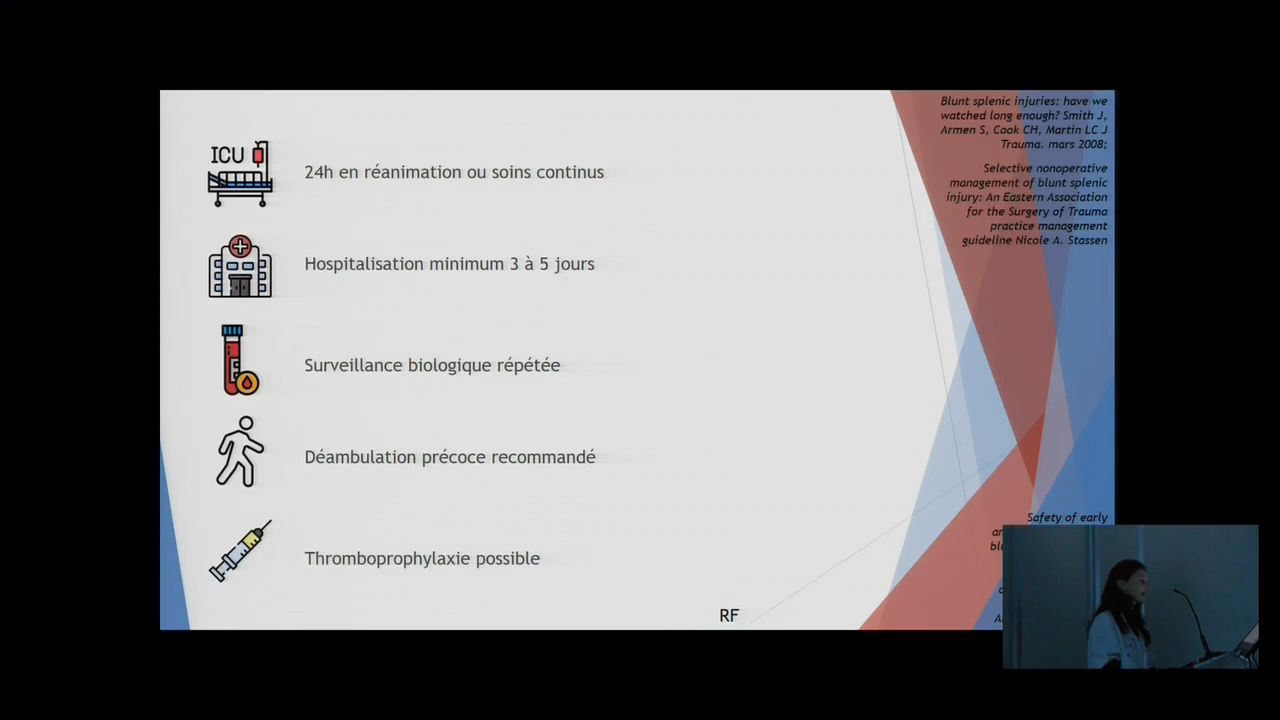 ICU
24h en réanimation ou soins continus
Hospitalisation minimum 3 à 5 jours
Surveillance biologique répétée
Déambulation précoce recommandé
Thromboprophylaxie possible
RF
Blunt splenic injuries: have we
watched long enough? Smith J,
Armen S, Cook CH, Martin LC J
Trauma. mars 2008;
Selective nonoperative
management of blunt splenic
injury: An Eastern Association
for the Surgery of Trauma
practice management
guideline Nicole A. Stassen
Safety of early